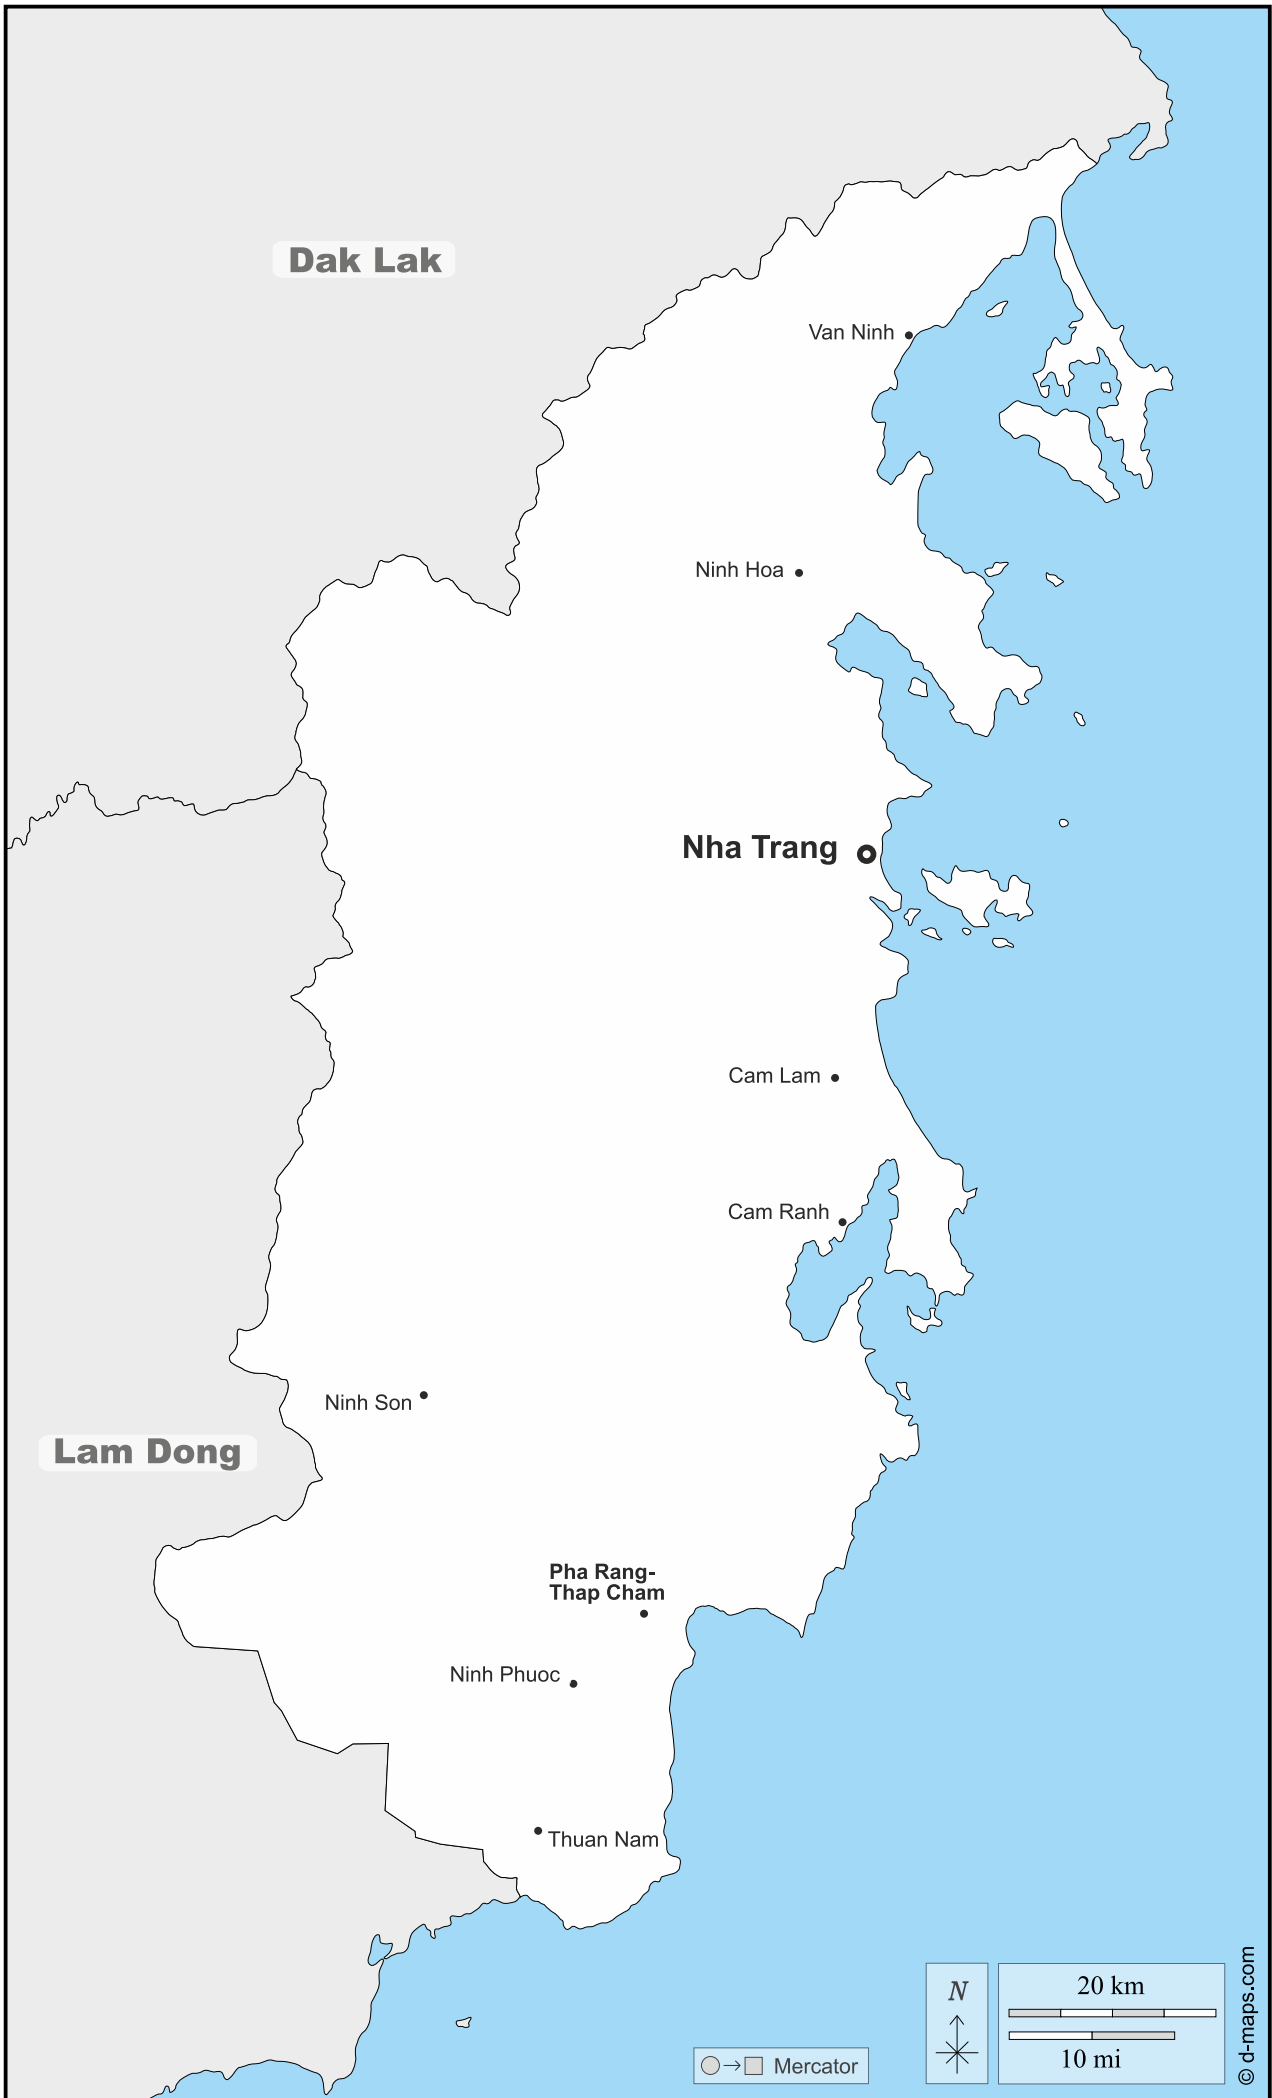 Dak Lak
Van Ninh
Ninh Hoa
Nha Trang
Cam Lam
Cam Ranh
Ninh Son
Lam Dong
Pha Rang-
Thap Cham
Ninh Phuoc
Thuan Nam
N
20 km
10 mi
Mercator
© d-maps.com